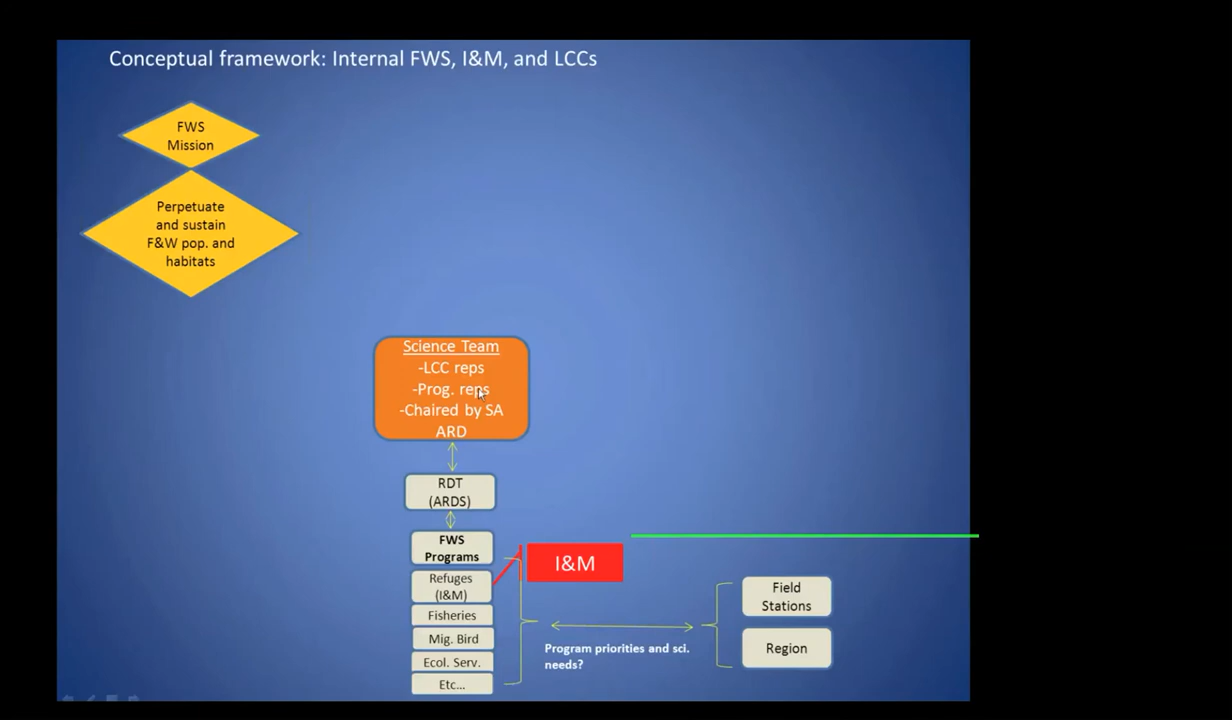 Conceptual framework: Internal FWS, I&M, and LCCs
FWS
Mission
Perpetuate
and sustain
F&W pop. and
habitats
Science Team
-LCC reps
-Prog. reps
-Chaired by SA
ARD
RDT
(ARDS)
FWS
Programs
I&M
Refuges
(I&M)
Fisheries
Mig. Bird
Ecol. Serv.
Etc...
Program priorities and sci.
needs?
Field
Stations
Region